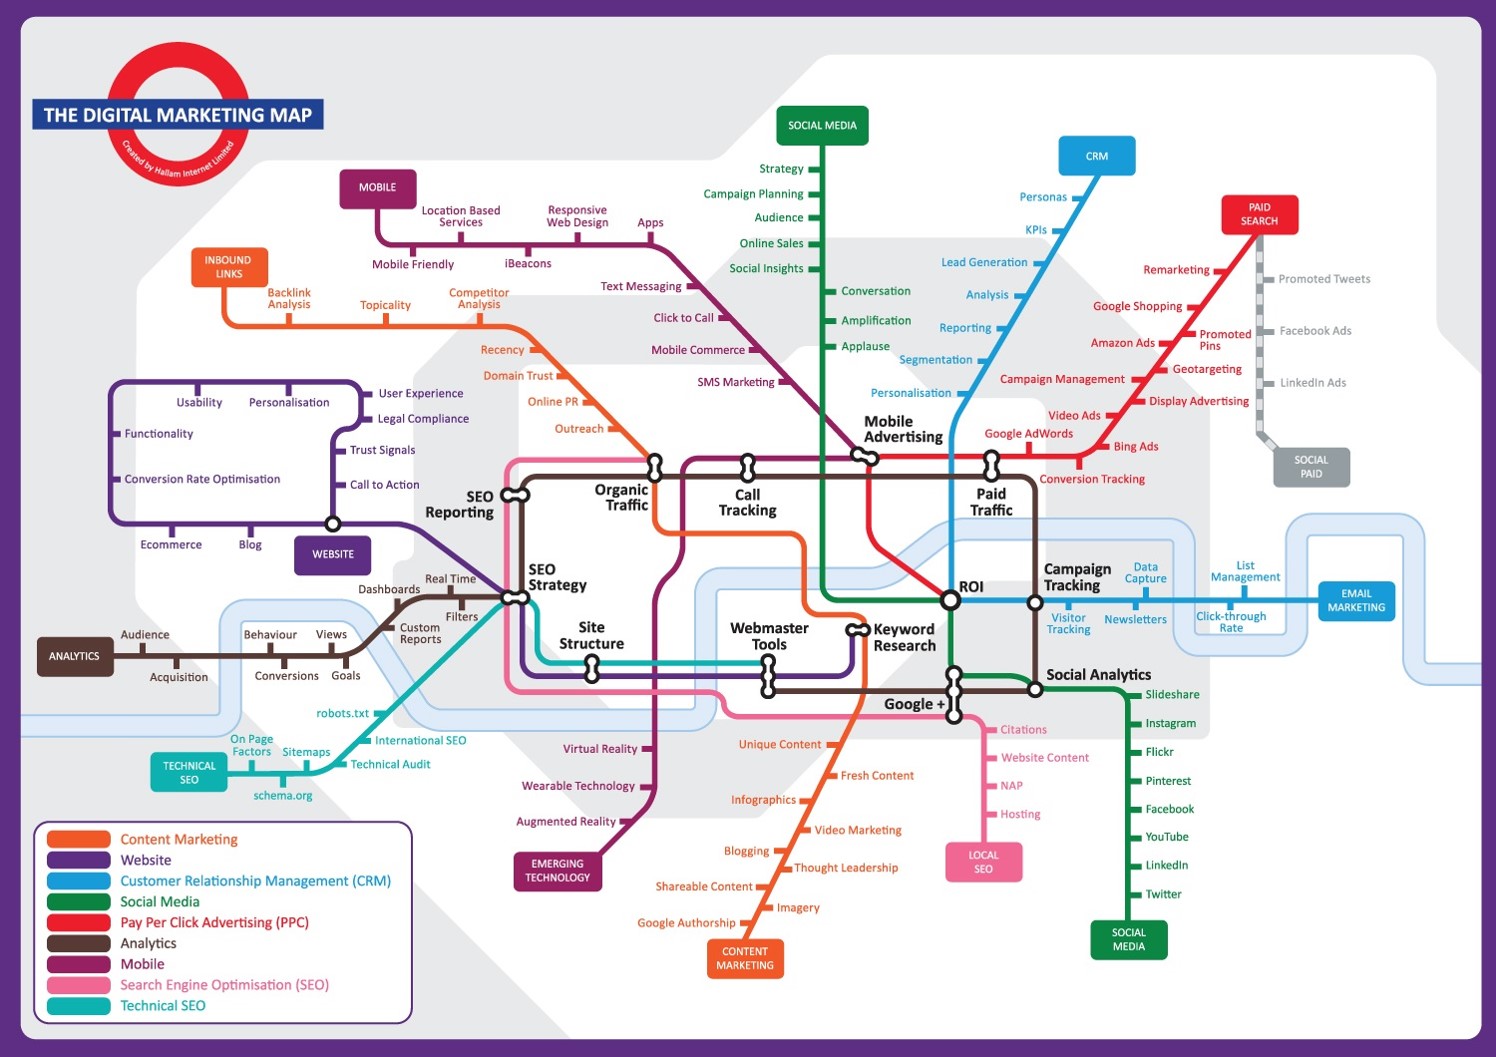 THE DIGITAL MARKETING MAP
Created by Hallam Internet Limited
SOCIAL MEDIA
Strategy
Campaign Planning
Audience
Online Sales
Social Insights
Conversation
Amplification
Applause
CRM
Personas
KPIs
Lead Generation
Analysis
Reporting
Segmentation
Personalisation
PAID
SEARCH
Remarketing
Google Shopping
Promoted
Pins
Amazon Ads
Geotargeting
Campaign Management
Display Advertising
Video Ads
Google AdWords
Bing Ads
Conversion Tracking
Promoted Tweets
Facebook Ads
LinkedIn Ads
SOCIAL
PAID
MOBILE
Location Based
Services
Responsive
Web Design
Apps
Mobile Friendly
iBeacons
Text Messaging
Click to Call
Mobile Commerce
SMS Marketing
INBOUND
LINKS
Backlink
Analysis
Topicality
Competitor
Analysis
Recency
Domain Trust
Online PR
Outreach
Usability
Personalisation
User Experience
Legal Compliance
Functionality
Trust Signals
Conversion Rate Optimisation
Call to Action
Ecommerce
Blog
WEBSITE
Mobile
Advertising
SEO
Reporting
Organic
Traffic
Call
Tracking
Paid
Traffic
SEO
Strategy
ROI
Campaign
Tracking
Site
Structure
Webmaster
Tools
Keyword
Research
Social Analytics
Google +
Data
Capture
List
Management
Visitor
Tracking
Newsletters
Click-through
Rate
EMAIL
MARKETING
ANALYTICS
Audience
Acquisition
Behaviour
Conversions
Views
Goals
Dashboards
Custom
Reports
Real Time
Filters
robots.txt
International SEO
On Page
Factors
Sitemaps
Technical Audit
schema.org
TECHNICAL
SEO
Virtual Reality
Wearable Technology
Augmented Reality
EMERGING
TECHNOLOGY
Unique Content
Fresh Content
Infographics
Video Marketing
Blogging
Thought Leadership
Shareable Content
Imagery
Google Authorship
CONTENT
MARKETING
Citations
Website Content
NAP
Hosting
LOCAL
SEO
Slideshare
Instagram
Flickr
Pinterest
Facebook
YouTube
LinkedIn
Twitter
SOCIAL
MEDIA
Content Marketing
Website
Customer Relationship Management (CRM)
Social Media
Pay Per Click Advertising (PPC)
Analytics
Mobile
Search Engine Optimisation (SEO)
Technical SEO